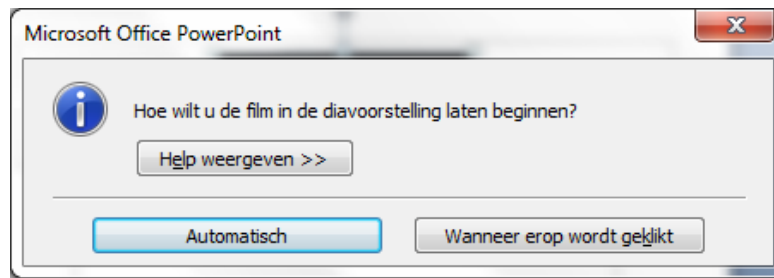 Microsoft Office PowerPoint
Hoe wilt u de film in de diavoorstelling laten beginnen?
Help weergeven >>
Automatisch
Wanneer erop wordt geklikt